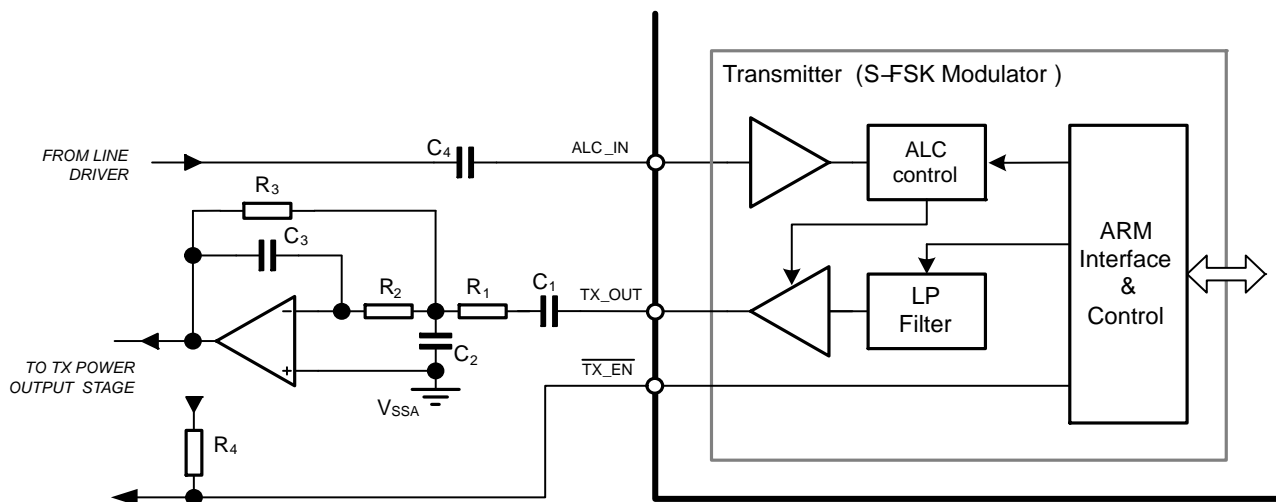 Transmitter (S–FSK Modulator )
FROM LINE
DRIVER
C4
ALC_IN
ALC
control
R3
C3
R2
R1
C1
TX_OUT
LP
Filter
ARM
Interface
&
Control
–
+
C2
VSSA
TX_EN
TO TX POWER
OUTPUT STAGE
R4